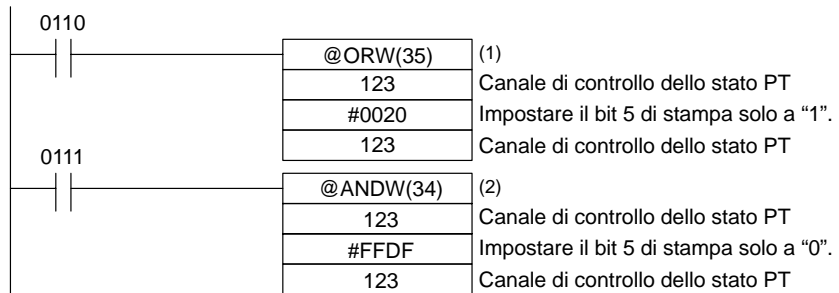 0110
@ORW(35) (1)
123 Canale di controllo dello stato PT
#0020 Impostare il bit 5 di stampa solo a “1”.
123 Canale di controllo dello stato PT
0111
@ANDW(34) (2)
123 Canale di controllo dello stato PT
#FFDF Impostare il bit 5 di stampa solo a “0”.
123 Canale di controllo dello stato PT